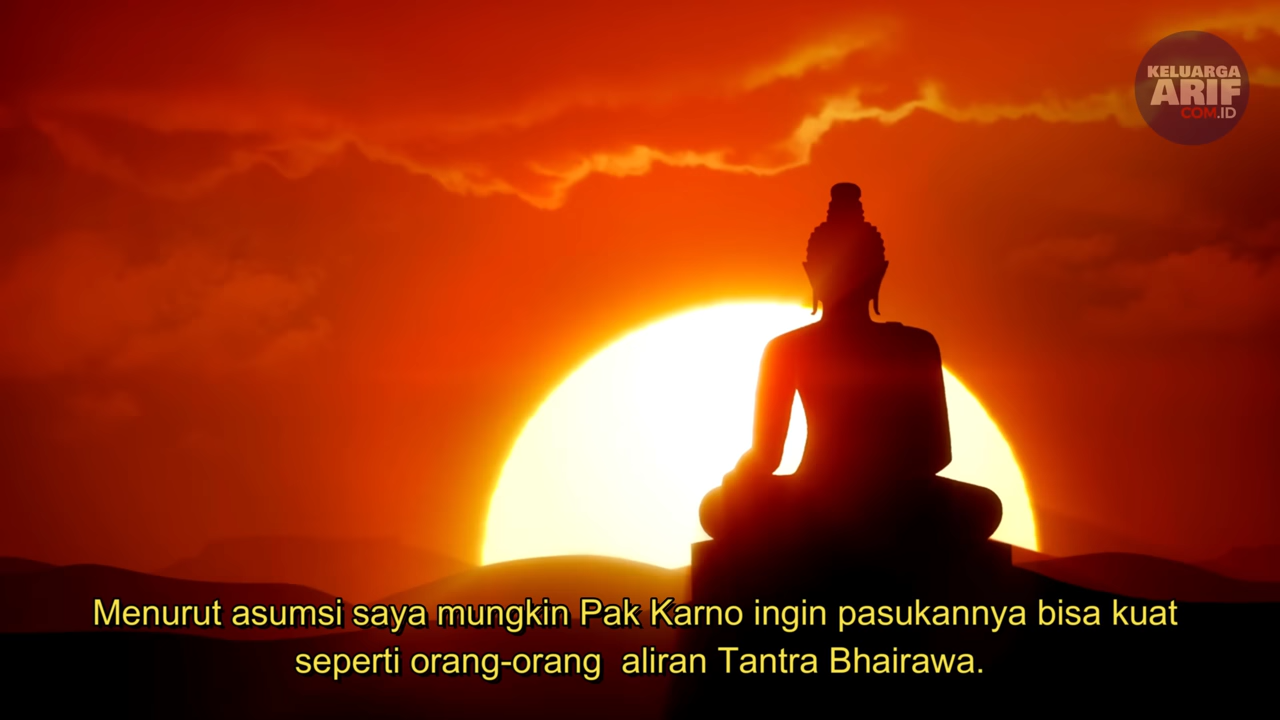 KELUARGA
ARIF
COM.ID
Menurut asumsi saya mungkin Pak Karno ingin pasukannya bisa kuat
seperti orang-orang  aliran Tantra Bhairawa.